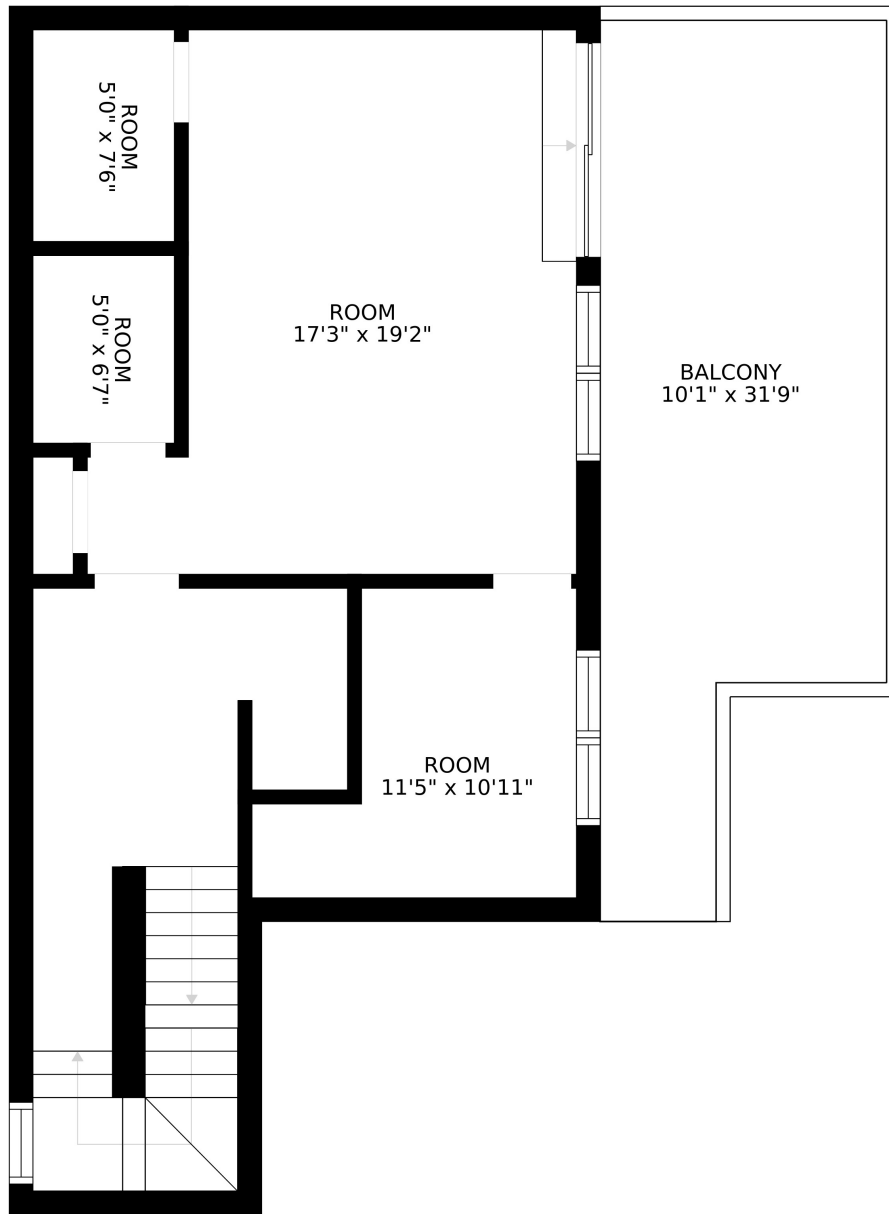 ROOM
5'0" x 7'6"
ROOM
5'0" x 6'7"
ROOM
17'3" x 19'2"
BALCONY
10'1" x 31'9"
ROOM
11'5" x 10'11"